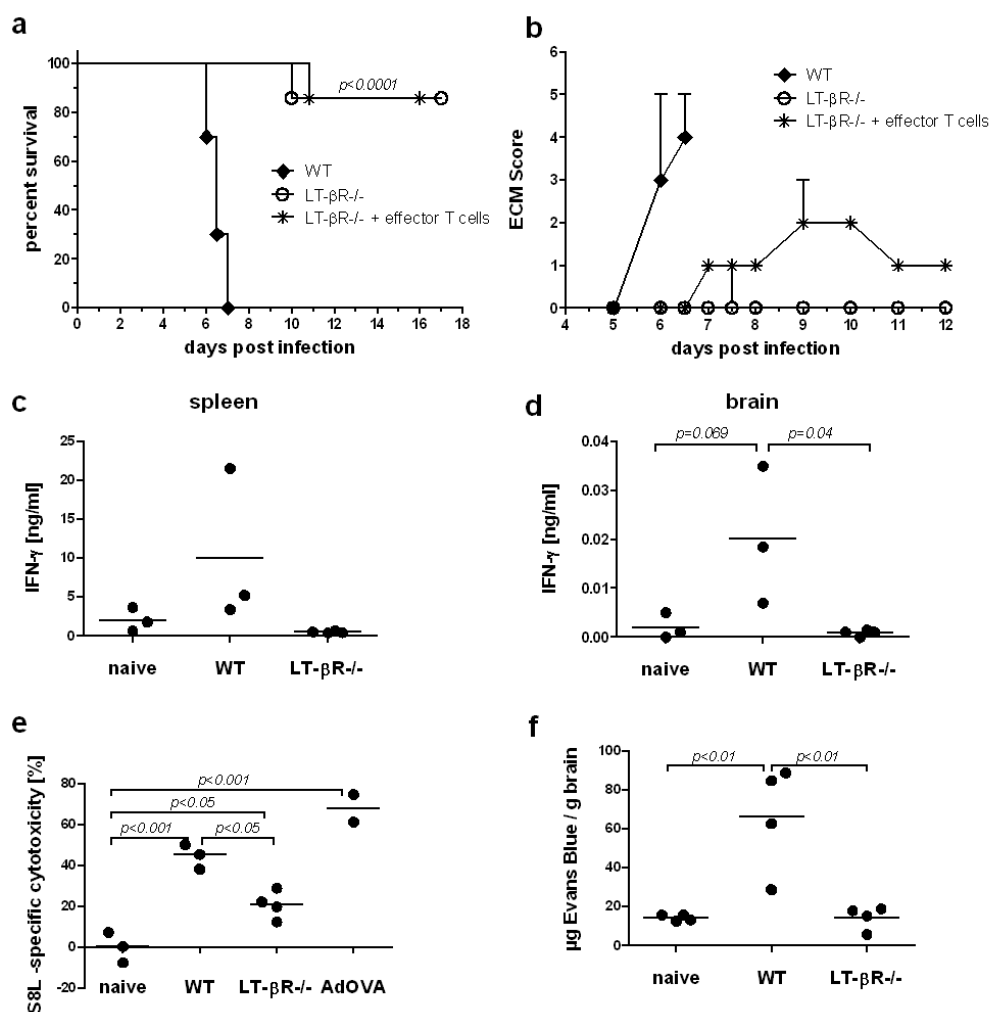 a
percent survival
100
80
60
40
20
0
p<0.0001
WT
LT-βR-/-
LT-βR-/- + effector T cells
0 2 4 6 8 10 12 14 16 18
days post infection
b
ECM Score
6
5
4
3
2
1
0
WT
LT-βR-/-
LT-βR-/- + effector T cells
4 5 6 7 8 9 10 11 12
days post infection
c
spleen
IFN-γ [ng/ml]
25
20
15
10
5
0
naive WT LT-βR-/-
d
brain
IFN-γ [ng/ml]
0.04
0.03
0.02
0.01
0.00
p=0.069 p=0.04
naive WT LT-βR-/-
e
S8L -specific cytotoxicity [%]
80
60
40
20
0
-20
p<0.001
p<0.05
p<0.001 p<0.05
naive WT LT-βR-/- AdOVA
f
µg Evans Blue / g brain
100
80
60
40
20
0
p<0.01 p<0.01
naive WT LT-βR-/-